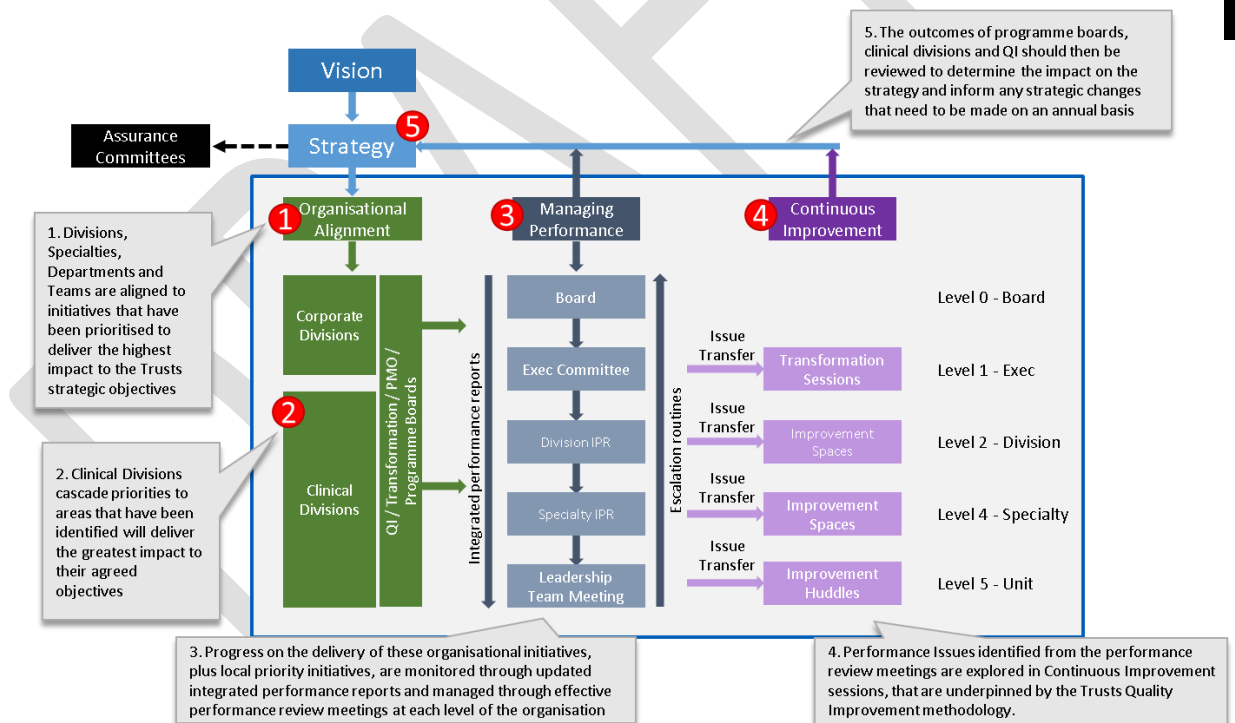 Vision
5. The outcomes of programme boards,
clinical divisions and QI should then be
reviewed to determine the impact on the
strategy and inform any strategic changes
that need to be made on an annual basis
Assurance
Committees
Strategy
5
1
Organisational
Alignment
3
Managing
Performance
4
Continuous
Improvement
1. Divisions,
Specialties,
Departments and
Teams are aligned to
initiatives that have
been prioritised to
deliver the highest
impact to the Trusts
strategic objectives
2. Clinical Divisions
cascade priorities to
areas that have been
identified will deliver
the greatest impact to
their agreed
objectives
Corporate
Divisions
2
Clinical
Divisions
QI / Transformation / PMO /
Programme Boards
Integrated performance reports
Board
Exec Committee
Division IPR
Specialty IPR
Leadership
Team Meeting
Escalation routines
Issue
Transfer
Transformation
Sessions
Issue
Transfer
Improvement
Spaces
Issue
Transfer
Improvement
Spaces
Issue
Transfer
Improvement
Huddles
Level 0 - Board
Level 1 - Exec
Level 2 - Division
Level 4 - Specialty
Level 5 - Unit
3. Progress on the delivery of these organisational initiatives,
plus local priority initiatives, are monitored through updated
integrated performance reports and managed through effective
performance review meetings at each level of the organisation
4. Performance Issues identified from the performance
review meetings are explored in Continuous Improvement
sessions, that are underpinned by the Trusts Quality
Improvement methodology.